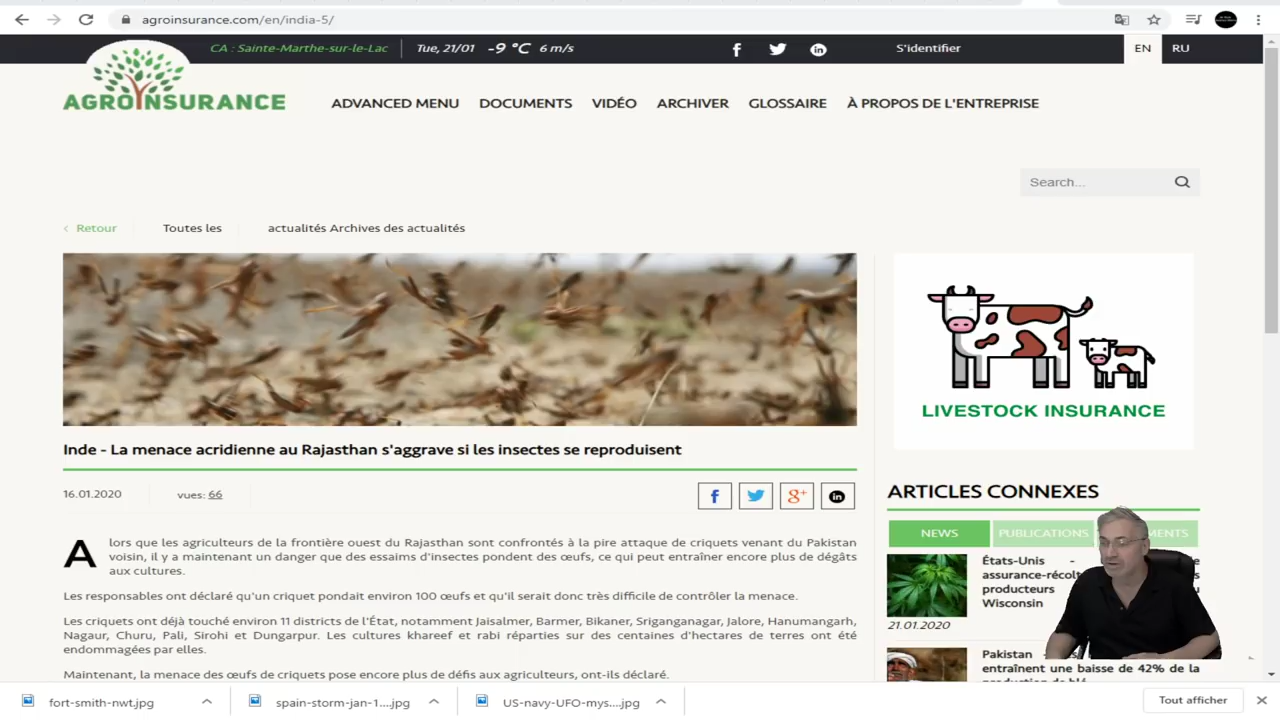 agroinsurance.com/en/india-5/
CA : Sainte-Marthe-sur-le-Lac Tue, 21/01 -9 °C 6 m/s S'identifier EN RU
AGROINSURANCE
ADVANCED MENU DOCUMENTS VIDÉO ARCHIVER GLOSSAIRE À PROPOS DE L'ENTREPRISE
Search...
‹ Retour Toutes les actualités Archives des actualités
LIVESTOCK INSURANCE
Inde - La menace acridienne au Rajasthan s'aggrave si les insectes se reproduisent
16.01.2020 vues: 66
Alors que les agriculteurs de la frontière ouest du Rajasthan sont confrontés à la pire attaque de criquets venant du Pakistan
voisin, il y a maintenant un danger que des essaims d'insectes pondent des œufs, ce qui peut entraîner encore plus de dégâts
aux cultures.
Les responsables ont déclaré qu'un criquet pondait environ 100 œufs et qu'il serait donc très difficile de contrôler la menace.
Les criquets ont déjà touché environ 11 districts de l'État, notamment Jaisalmer, Barmer, Bikaner, Sriganganagar, Jalore, Hanumangarh,
Nagaur, Churu, Pali, Sirohi et Dungarpur. Les cultures khareef et rabi réparties sur des centaines d'hectares de terres ont été
endommagées par elles.
Maintenant, la menace des œufs de criquets pose encore plus de défis aux agriculteurs, ont-ils déclaré.
ARTICLES CONNEXES
NEWS PUBLICATIONS
États-Unis -
assurance-récol
producteurs
Wisconsin
21.01.2020
Pakistan -
entraînent une baisse de 42% de la
production de blé
fort-smith-nwt.jpg spain-storm-jan-1....jpg US-navy-UFO-mys....jpg Tout afficher